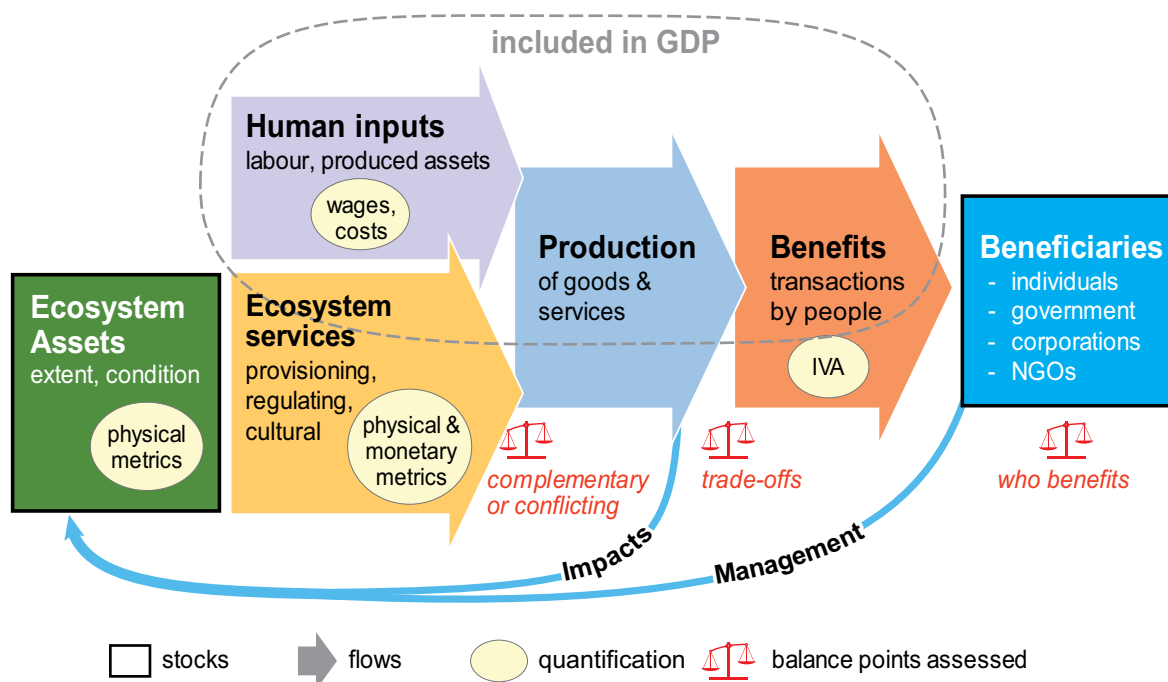 included in GDP
Human inputs
labour, produced assets
wages,
costs
Ecosystem
Assets
extent, condition
physical
metrics
Ecosystem
services
provisioning,
regulating,
cultural
physical &
monetary
metrics
Production
of goods &
services
Benefits
transactions
by people
IVA
Beneficiaries
- individuals
- government
- corporations
- NGOs
complementary
or conflicting
trade-offs
who benefits
Impacts
Management
stocks
flows
quantification
balance points assessed